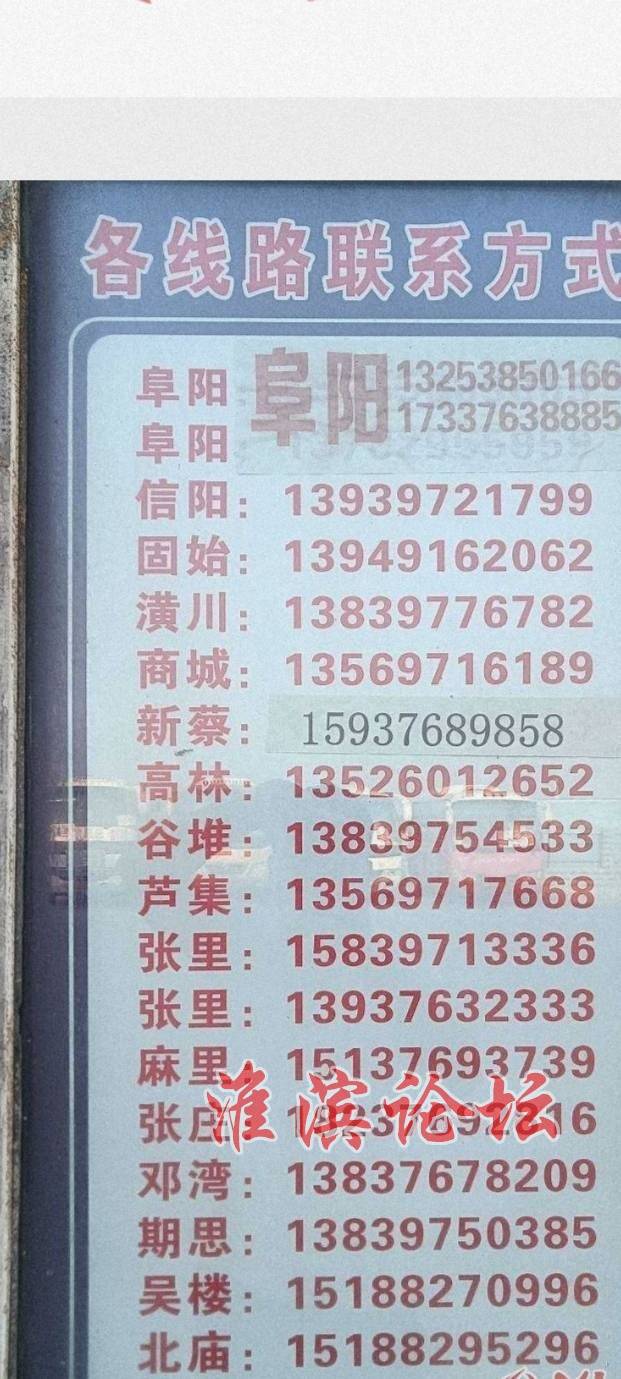 各线路联系方式
阜阳 阜阳 13253850166
阜阳: 17337638885
信阳: 13939721799
固始: 13949162062
潢川: 13839776782
商城: 13569716189
新蔡: 15937689858
高林: 13526012652
谷堆: 13839754533
芦集: 13569717668
张里: 15839713336
张里: 13937632333
麻里 15137693739
张庄
淮滨论坛
邓湾: 13837678209
期思: 13839750385
吴楼: 15188270996
北庙: 15188295296